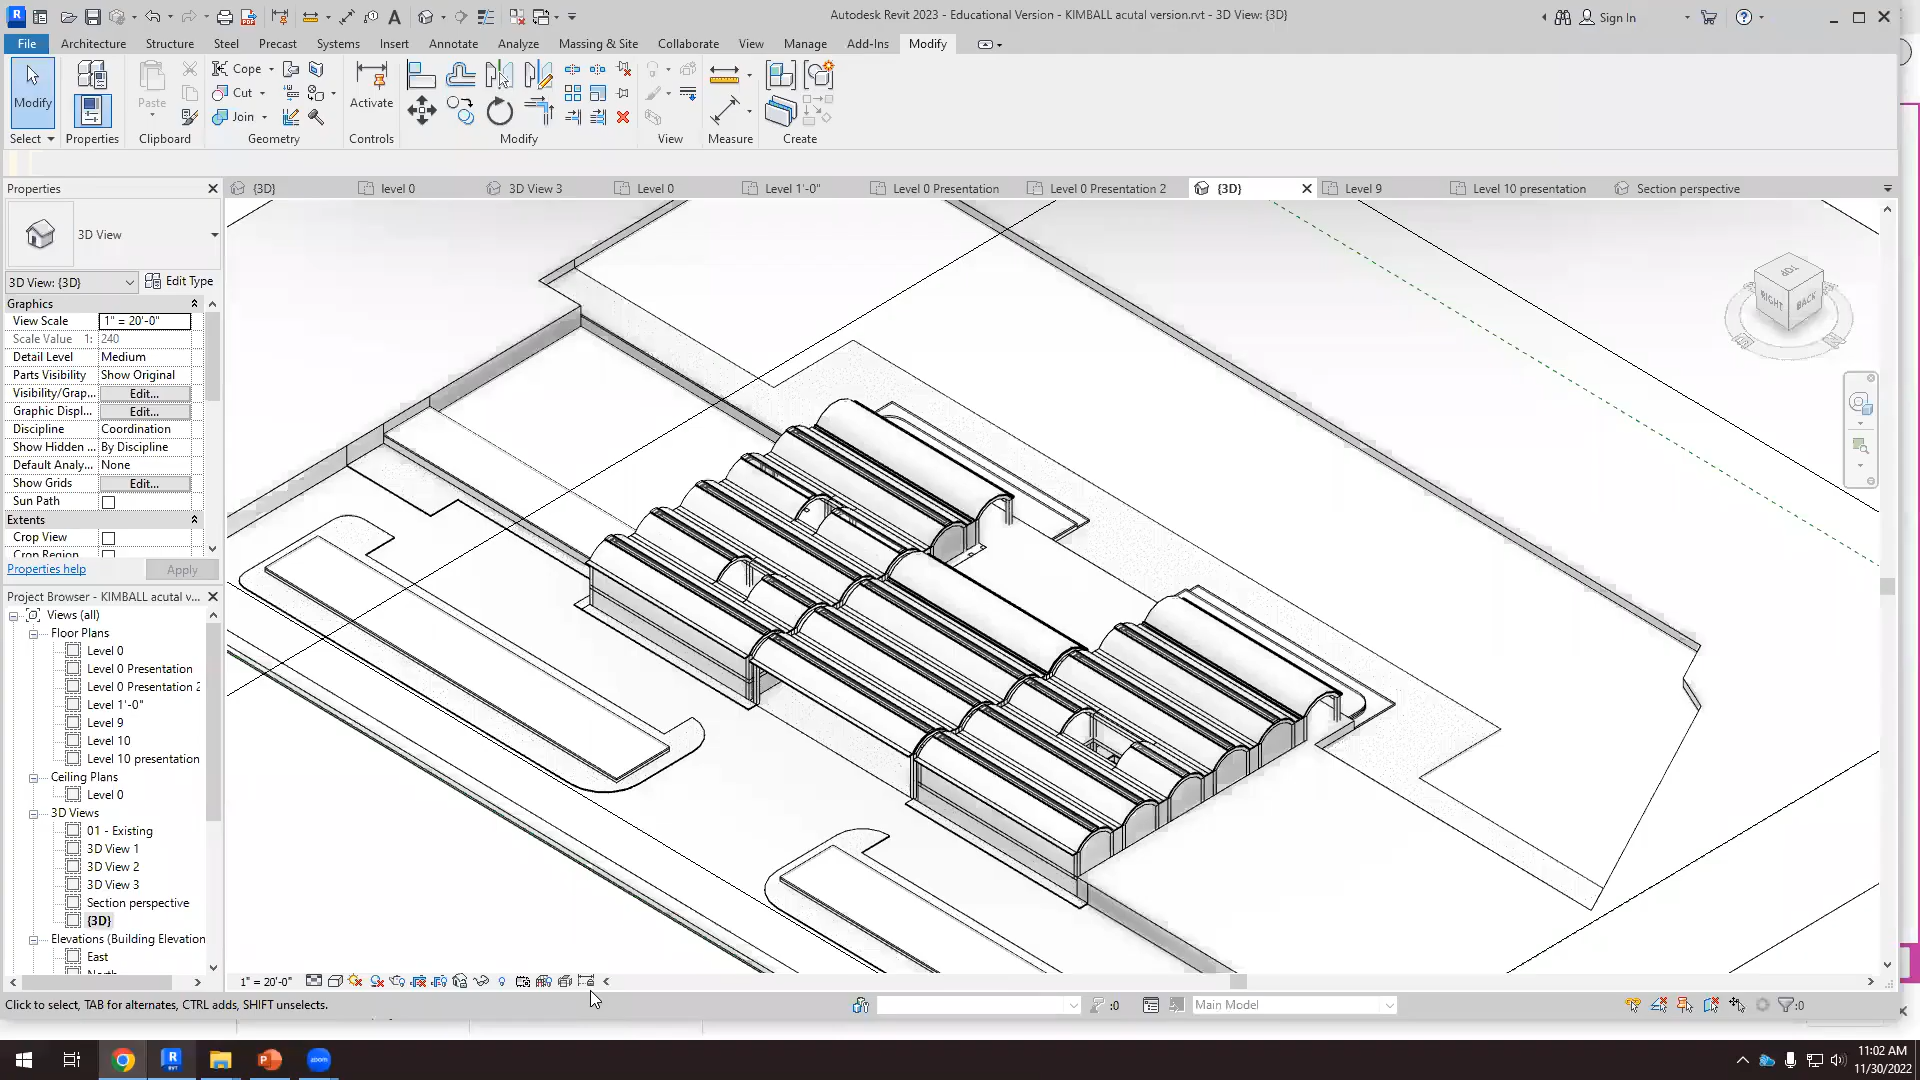 Autodesk Revit 2023 - Educational Version - KIMBALL acutal version.rvt - 3D View: {3D}
Sign In
File Architecture Structure Steel Precast Systems Insert Annotate Analyze Massing & Site Collaborate View Manage Add-Ins Modify
Modify Paste Cope Cut Join Activate
Select Properties Clipboard Geometry Controls Modify View Measure Create
Properties
{3D} level 0 3D View 3 Level 0 Level 1'-0" Level 0 Presentation Level 0 Presentation 2 {3D} Level 9 Level 10 presentation Section perspective
3D View
3D View: {3D} Edit Type
Graphics
View Scale 1" = 20'-0"
Scale Value 1: 240
Detail Level Medium
Parts Visibility Show Original
Visibility/Grap... Edit...
Graphic Displ... Edit...
Discipline Coordination
Show Hidden ... By Discipline
Default Analy... None
Show Grids Edit...
Sun Path
Extents
Crop View
Crop Region
Properties help Apply
Project Browser - KIMBALL acutal v...
Views (all)
Floor Plans
Level 0
Level 0 Presentation
Level 0 Presentation 2
Level 1'-0"
Level 9
Level 10
Level 10 presentation
Ceiling Plans
Level 0
3D Views
01 - Existing
3D View 1
3D View 2
3D View 3
Section perspective
{3D}
Elevations (Building Elevation
East
North
TOP
RIGHT BACK
1" = 20'-0"
Click to select, TAB for alternates, CTRL adds, SHIFT unselects.
:0 Main Model :0
11:02 AM
11/30/2022